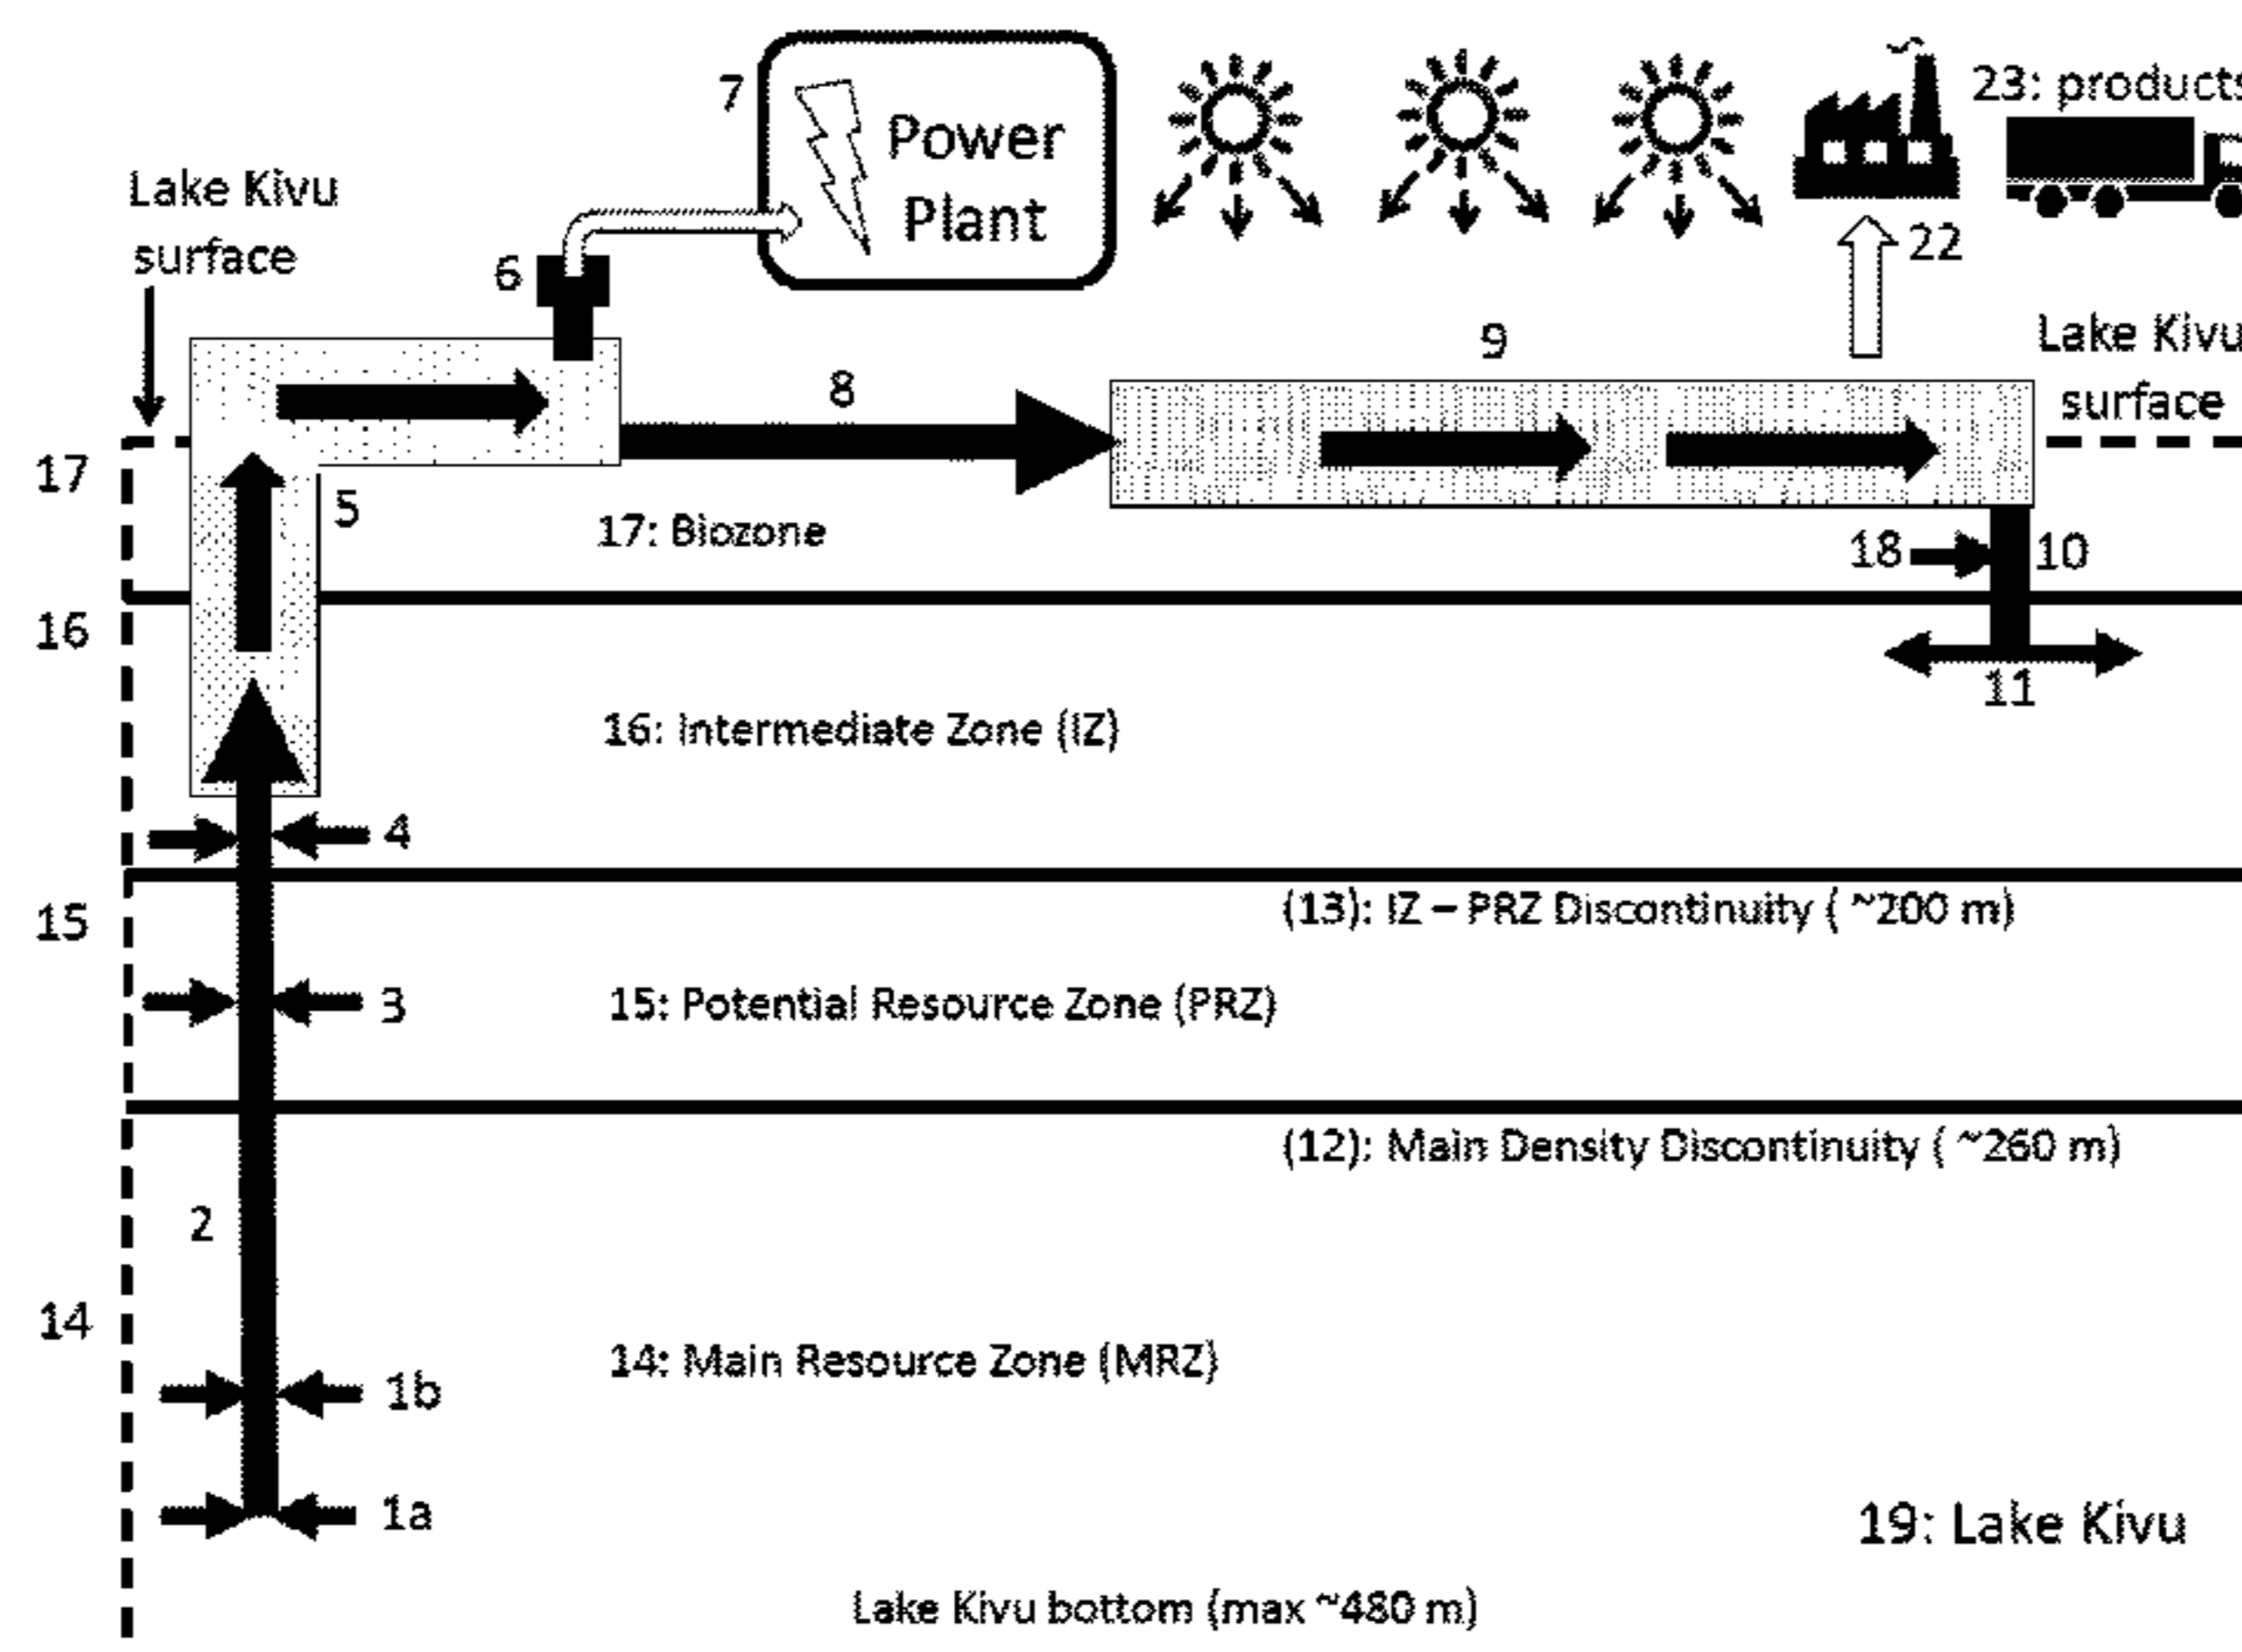 7
Power
Plant
23: products
Lake Kivu
surface
6
22
8
9
Lake Kivu
surface
17
5
17: Biozone
18
10
16
11
16: Intermediate Zone (IZ)
4
(13): IZ – PRZ Discontinuity ( ~200 m)
15
3
15: Potential Resource Zone (PRZ)
(12): Main Density Discontinuity ( ~260 m)
2
14
14: Main Resource Zone (MRZ)
1b
1a
19: Lake Kivu
Lake Kivu bottom (max ~480 m)